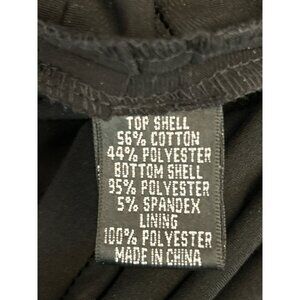 TOP SHELL
56% COTTON
44% POLYESTER
BOTTOM SHELL
95% POLYESTER
5% SPANDEX
LINING
100% POLYESTER
MADE IN CHINA